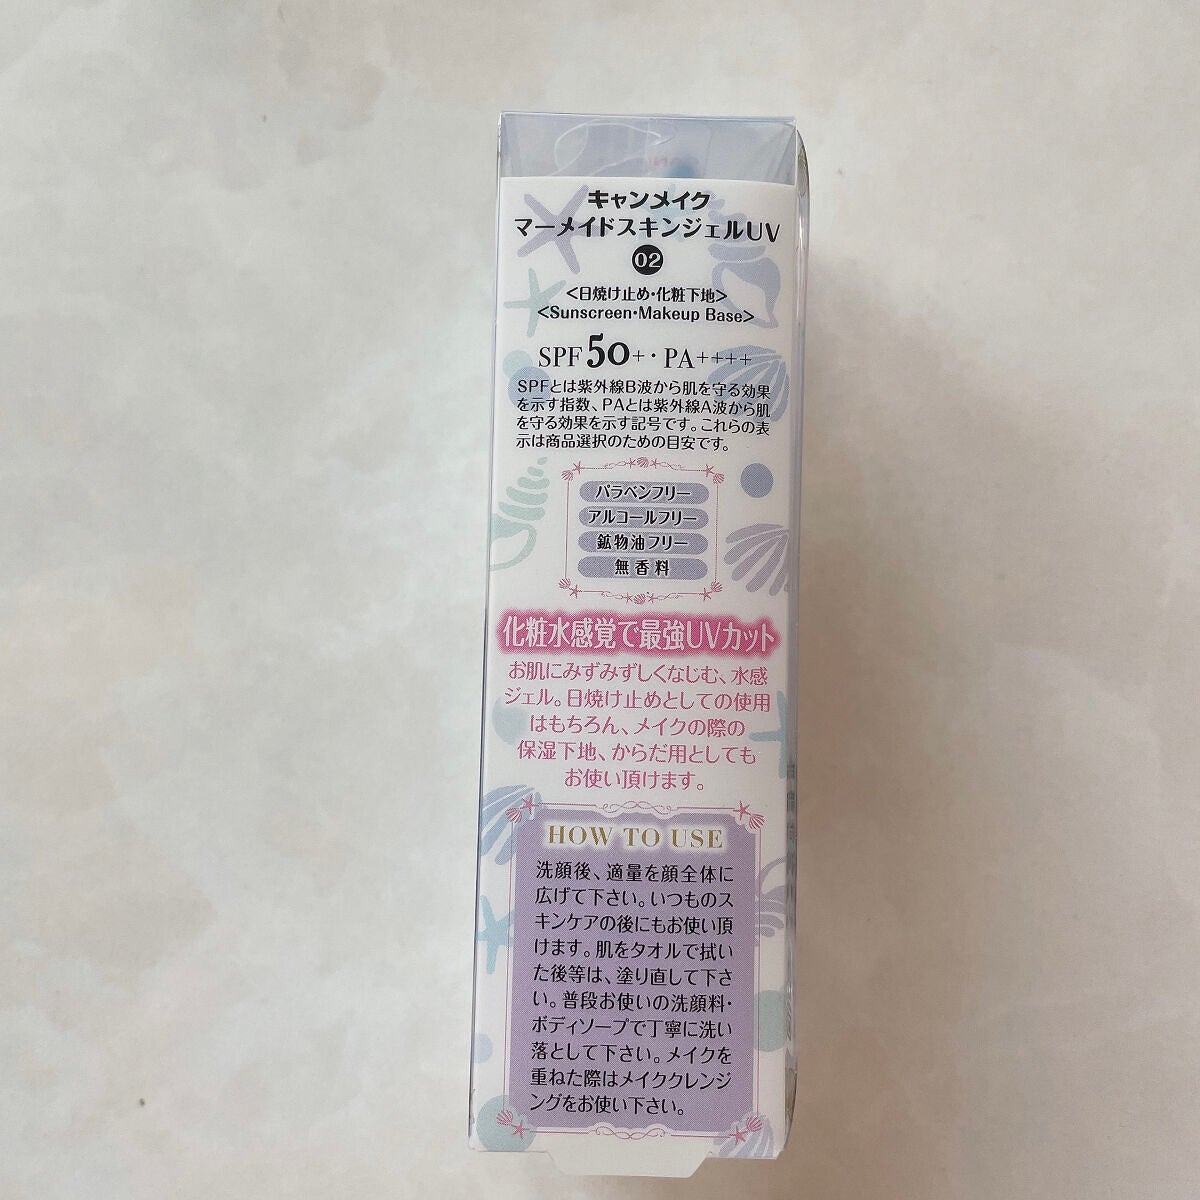 キャンメイク
マーメイドスキンジェルUV
02
<日焼け止め・化粧下地>
<Sunscreen・Makeup Base>
SPF50+・PA++++
SPFとは紫外線B波から肌を守る効果
を示す指数、PAとは紫外線A波から肌
を守る効果を示す記号です。これらの表
示は商品選択のための目安です。
パラベンフリー
アルコールフリー
鉱物油フリー
無香料
化粧水感覚で最強UVカット
お肌にみずみずしくなじむ、水感
ジェル。日焼け止めとしての使用
はもちろん、メイクの際の
保湿下地、からだ用としても
お使い頂けます。
HOW TO USE
洗顔後、適量を顔全体に
広げて下さい。いつものス
キンケアの後にもお使い頂
けます。肌をタオルで拭い
た後等は、塗り直して下さ
い。普段お使いの洗顔料・
ボディソープで丁寧に洗い
落として下さい。メイクを
重ねた際はメイククレンジ
ングをお使い下さい。